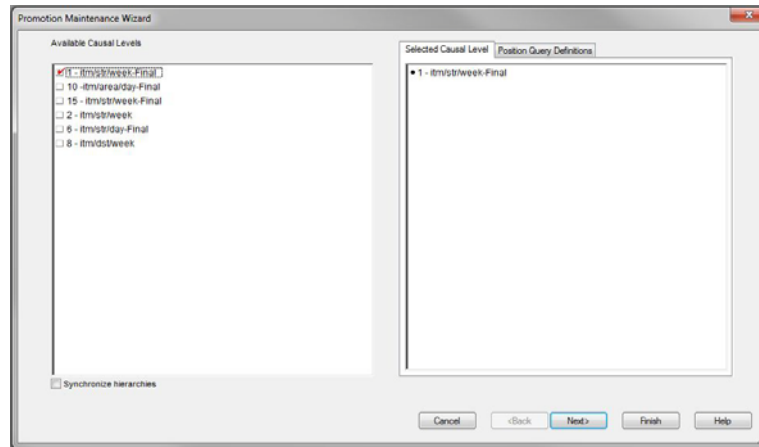 Promotion Maintenance Wizard
Available Causal Levels
1 - itm/str/week-Final
10 -itm/area/day-Final
15 - itm/str/week-Final
2 - itm/str/week
6 - itm/str/day-Final
8 - itm/dst/week
Synchronize hierarchies
Selected Causal Level
Position Query Definitions
1 - itm/str/week-Final
Cancel
<Back
Next>
Finish
Help